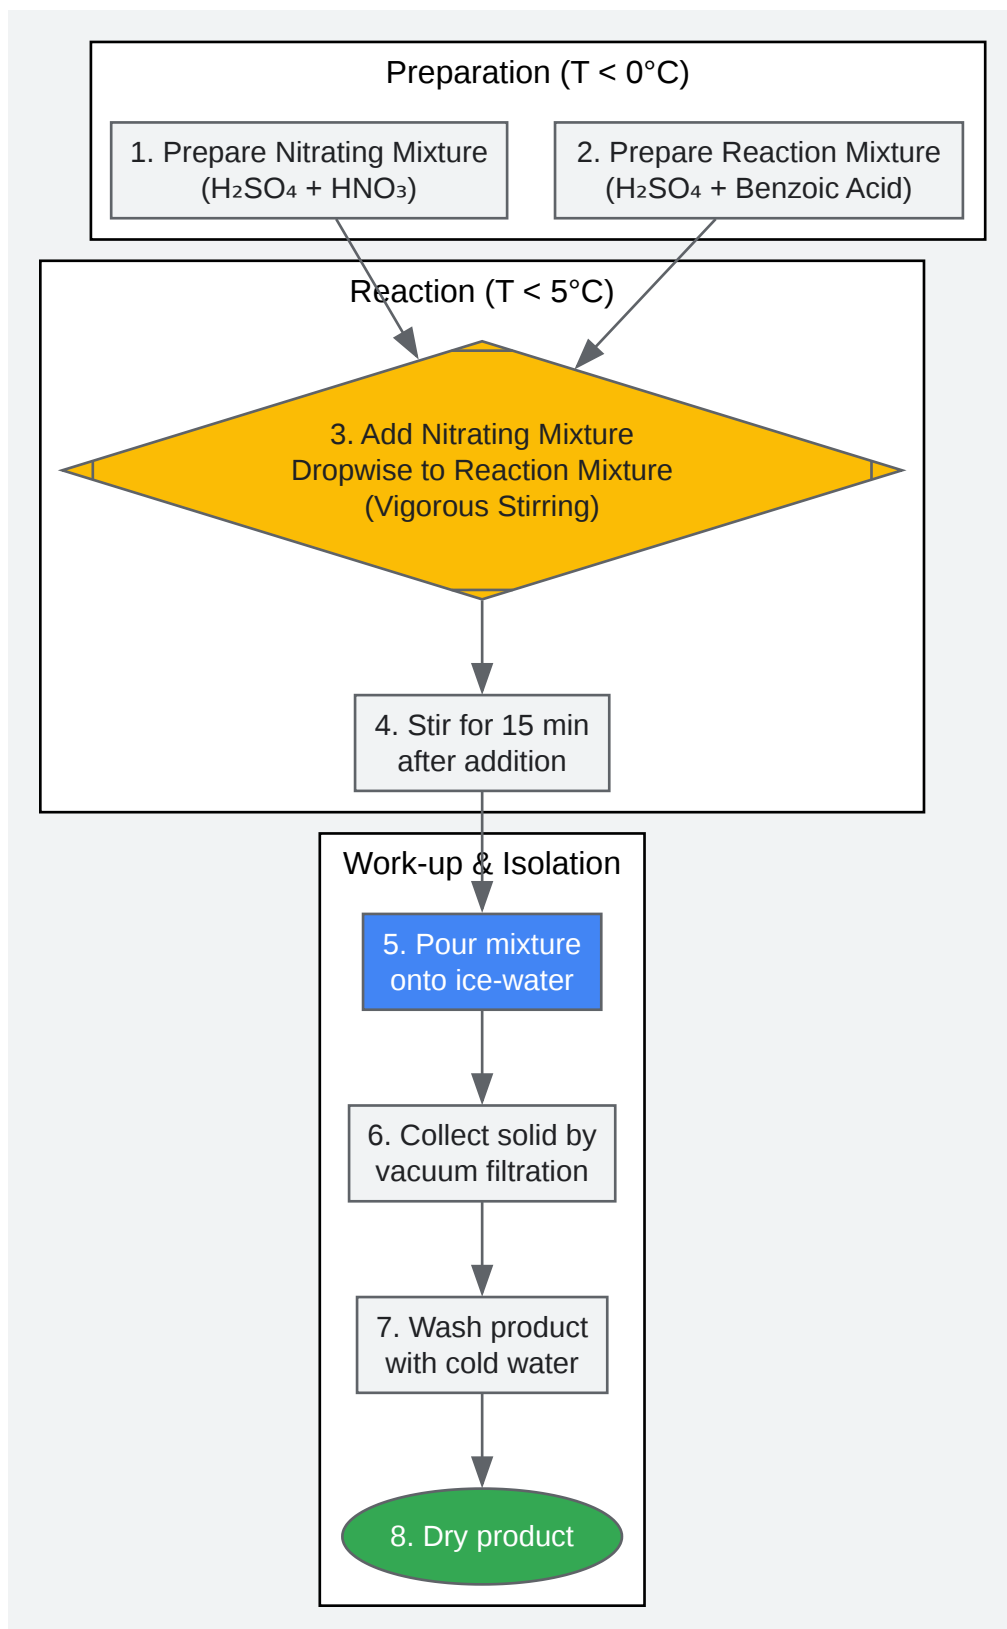 Preparation (T < 0°C)
1. Prepare Nitrating Mixture
(H₂SO₄ + HNO₃)
2. Prepare Reaction Mixture
(H₂SO₄ + Benzoic Acid)
Reaction (T < 5°C)
3. Add Nitrating Mixture
Dropwise to Reaction Mixture
(Vigorous Stirring)
4. Stir for 15 min
after addition
Work-up & Isolation
5. Pour mixture
onto ice-water
6. Collect solid by
vacuum filtration
7. Wash product
with cold water
8. Dry product